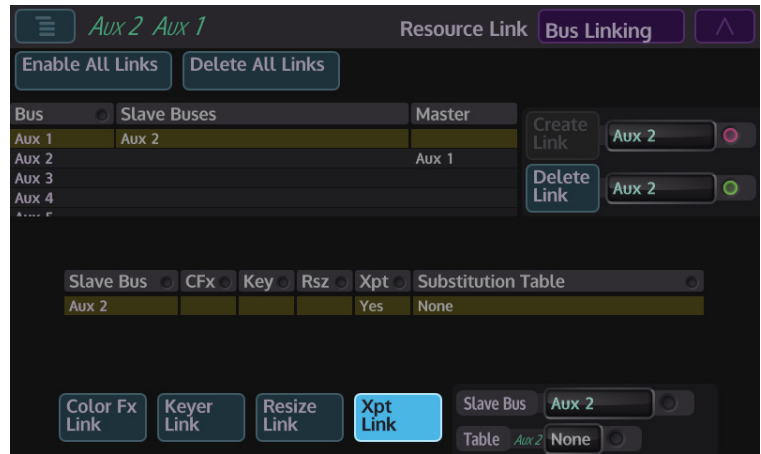 Aux 2 Aux 1 Resource Link Bus Linking
Enable All Links Delete All Links
Bus Slave Buses Master
Aux 1 Aux 2
Aux 2 Aux 1
Aux 3
Aux 4
Create Link Aux 2
Delete Link Aux 2
Slave Bus CFx Key Rsz Xpt Substitution Table
Aux 2 Yes None
Color Fx Link Keyer Link Resize Link Xpt Link
Slave Bus Aux 2
Table Aux 2 None